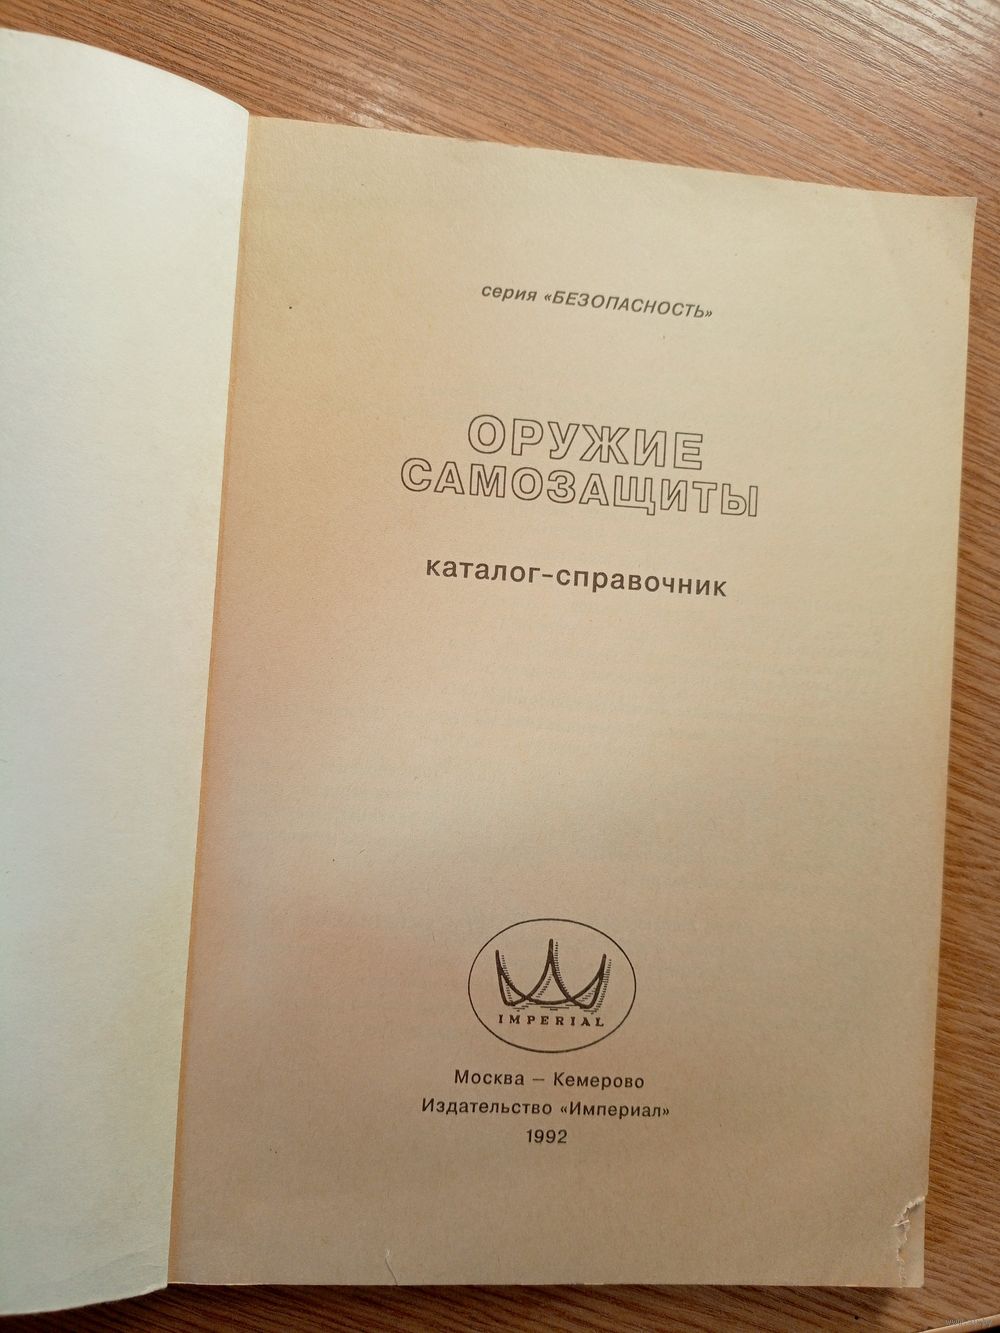 серия «БЕЗОПАСНОСТЬ»
ОРУЖИЕ
САМОЗАЩИТЫ
каталог-справочник
IMPERIAL
Москва – Кемерово
Издательство «Империал»
1992